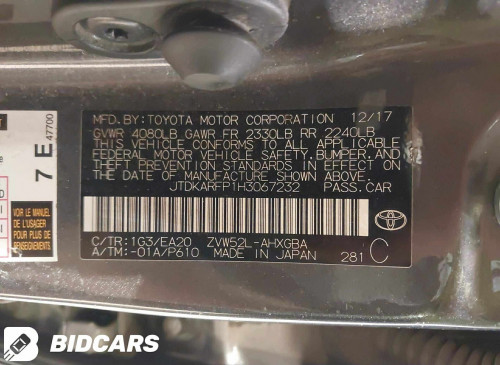 MFD.BY: TOYOTA MOTOR CORPORATION 12/17
GVWR 4080LB GAWR FR 2330LB RR 2240LB
THIS VEHICLE CONFORMS TO ALL APPLICABLE
FEDERAL MOTOR VEHICLE SAFETY, BUMPER, AND
THEFT PREVENTION STANDARDS IN EFFECT ON
THE DATE OF MANUFACTURE SHOWN ABOVE.
JTDKARFP1H3067232 PASS.CAR
C/TR: 1G3/EA20 ZVW52L-AHXGBA
A/TM: -01A/P610 MADE IN JAPAN 281 C
7 E
47700
VOIR LE MANUEL
DE L'USAGER
POUR PLUS DE
RENSEIGNEMENTS
BIDCARS